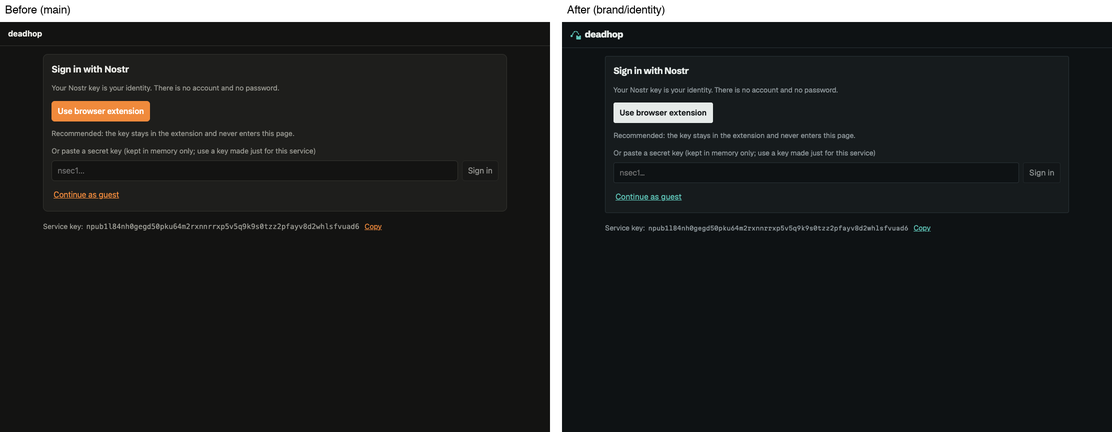 Before (main)
deadhop
Sign in with Nostr
Your Nostr key is your identity. There is no account and no password.
Use browser extension
Recommended: the key stays in the extension and never enters this page.
Or paste a secret key (kept in memory only; use a key made just for this service)
nsec1… Sign in
Continue as guest
Service key: npub1l84nh0gegd50pku64m2rxnnrrxp5v5q9k9s0tzz2pfayv8d2whlsfvuad6 Copy
After (brand/identity)
deadhop
Sign in with Nostr
Your Nostr key is your identity. There is no account and no password.
Use browser extension
Recommended: the key stays in the extension and never enters this page.
Or paste a secret key (kept in memory only; use a key made just for this service)
nsec1… Sign in
Continue as guest
Service key: npub1l84nh0gegd50pku64m2rxnnrrxp5v5q9k9s0tzz2pfayv8d2whlsfvuad6 Copy